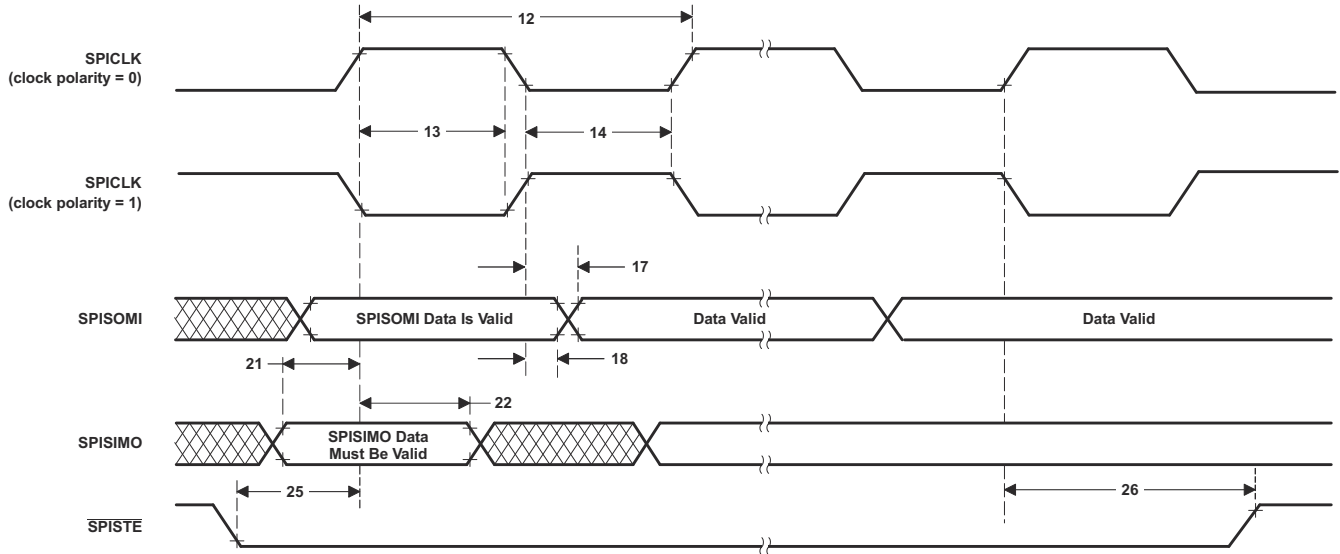 12
SPICLK
(clock polarity = 0)
13
14
SPICLK
(clock polarity = 1)
17
SPISOMI
SPISOMI Data Is Valid
Data Valid
Data Valid
21
18
22
SPISIMO
SPISIMO Data
Must Be Valid
25
26
SPISTE